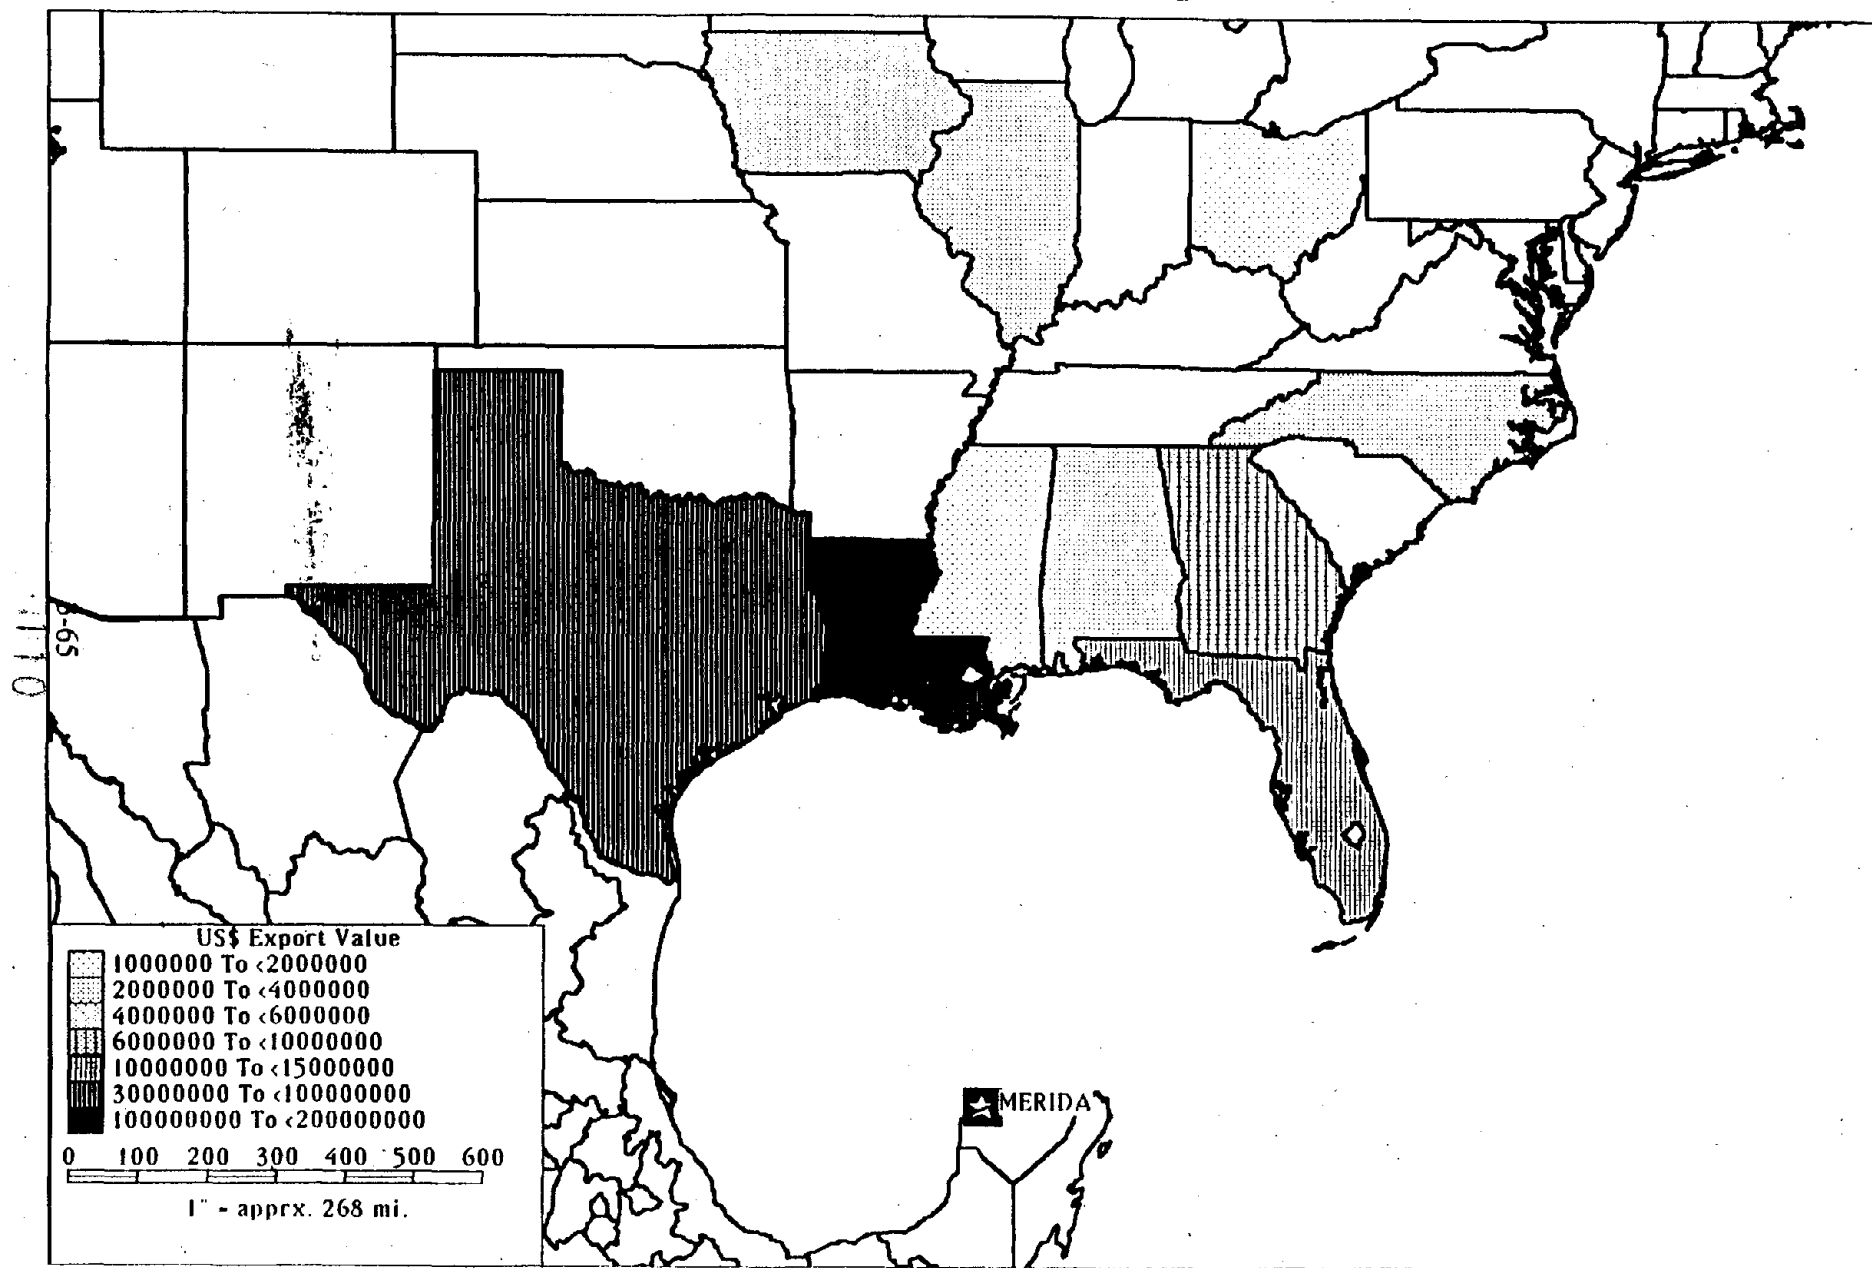 US$ Export Value
1000000 To <2000000
2000000 To <4000000
4000000 To <6000000
6000000 To <10000000
10000000 To <15000000
30000000 To <100000000
100000000 To <200000000
0 100 200 300 400 500 600
1" - apprx. 268 mi.
MERIDA
-65